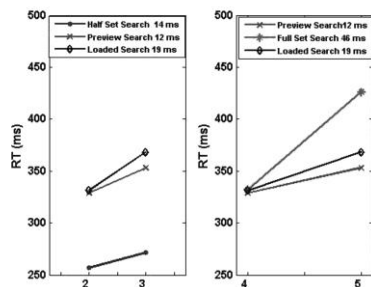 500
450
400
350
300
250
RT (ms)
Half Set Search 14 ms
Preview Search 12 ms
Loaded Search 19 ms
2 3
500
450
400
350
300
250
RT (ms)
Preview Search12 ms
Full Set Search 46 ms
Loaded Search 19 ms
4 5